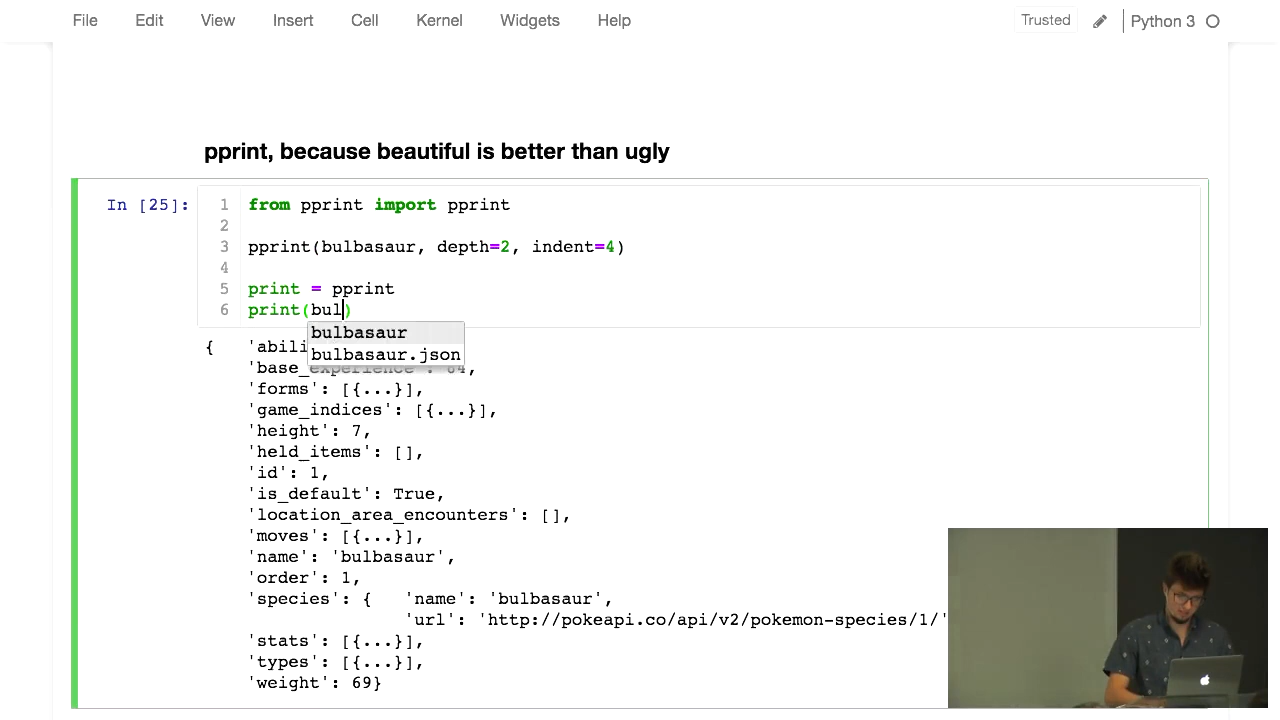 File Edit View Insert Cell Kernel Widgets Help Trusted Python 3
pprint, because beautiful is better than ugly
In [25]:
1 from pprint import pprint
2
3 pprint(bulbasaur, depth=2, indent=4)
4
5 print = pprint
6 print(bul)
bulbasaur
bulbasaur.json
{ 'abili
'base_experience': 64,
'forms': [{...}],
'game_indices': [{...}],
'height': 7,
'held_items': [],
'id': 1,
'is_default': True,
'location_area_encounters': [],
'moves': [{...}],
'name': 'bulbasaur',
'order': 1,
'species': { 'name': 'bulbasaur',
'url': 'http://pokeapi.co/api/v2/pokemon-species/1/'
'stats': [{...}],
'types': [{...}],
'weight': 69}